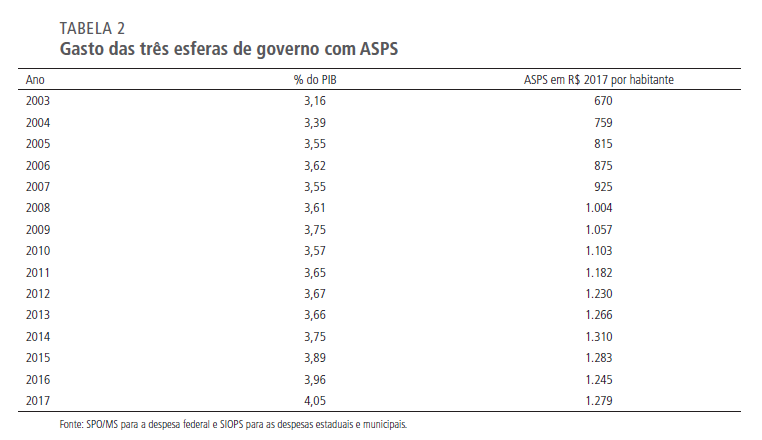 TABELA 2
Gasto das três esferas de governo com ASPS
Ano % do PIB ASPS em R$ 2017 por habitante
2003 3,16 670
2004 3,39 759
2005 3,55 815
2006 3,62 875
2007 3,55 925
2008 3,61 1.004
2009 3,75 1.057
2010 3,57 1.103
2011 3,65 1.182
2012 3,67 1.230
2013 3,66 1.266
2014 3,75 1.310
2015 3,89 1.283
2016 3,96 1.245
2017 4,05 1.279
Fonte: SPO/MS para a despesa federal e SIOPS para as despesas estaduais e municipais.